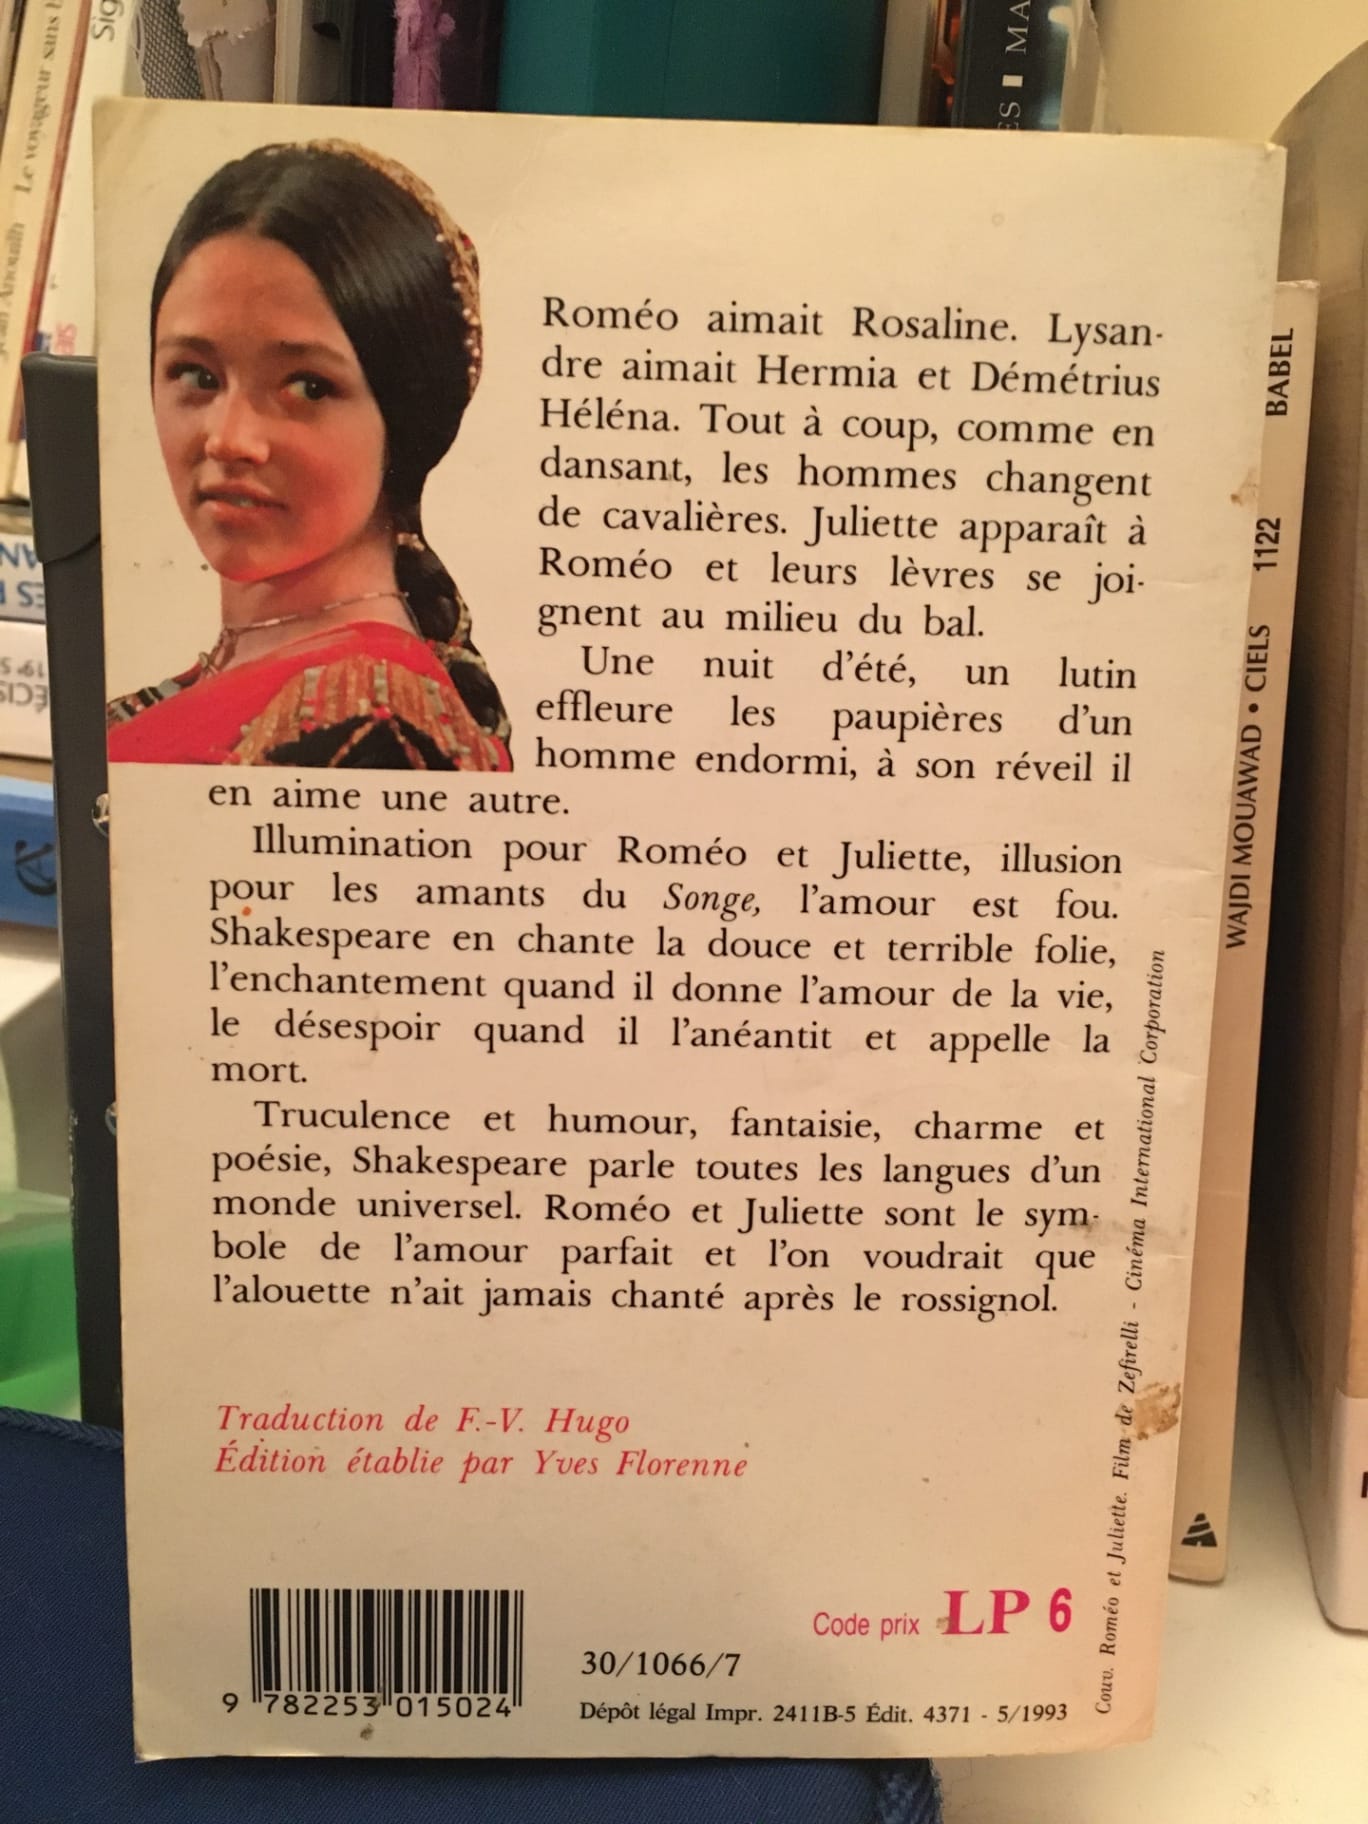 Roméo aimait Rosaline. Lysan-
dre aimait Hermia et Démétrius
Héléna. Tout à coup, comme en
dansant, les hommes changent
de cavalières. Juliette apparaît à
Roméo et leurs lèvres se joi-
gnent au milieu du bal.
Une nuit d'été, un lutin
effleure les paupières d'un
homme endormi, à son réveil il
en aime une autre.
Illumination pour Roméo et Juliette, illusion
pour les amants du Songe, l'amour est fou.
Shakespeare en chante la douce et terrible folie,
l'enchantement quand il donne l'amour de la vie,
le désespoir quand il l'anéantit et appelle la
mort.
Truculence et humour, fantaisie, charme et
poésie, Shakespeare parle toutes les langues d'un
monde universel. Roméo et Juliette sont le sym-
bole de l'amour parfait et l'on voudrait que
l'alouette n'ait jamais chanté après le rossignol.
Traduction de F.-V. Hugo
Édition établie par Yves Florenne
Code prix LP 6
30/1066/7
9 782253 015024
Dépôt légal Impr. 2411B-5 Édit. 4371 - 5/1993
Couv. Roméo et Juliette. Film de Zefirelli - Cinéma International Corporation
WAJDI MOUAWAD • CIELS 1122 BABEL
Le voyageur sans
Anouilh
Sig
ES MA